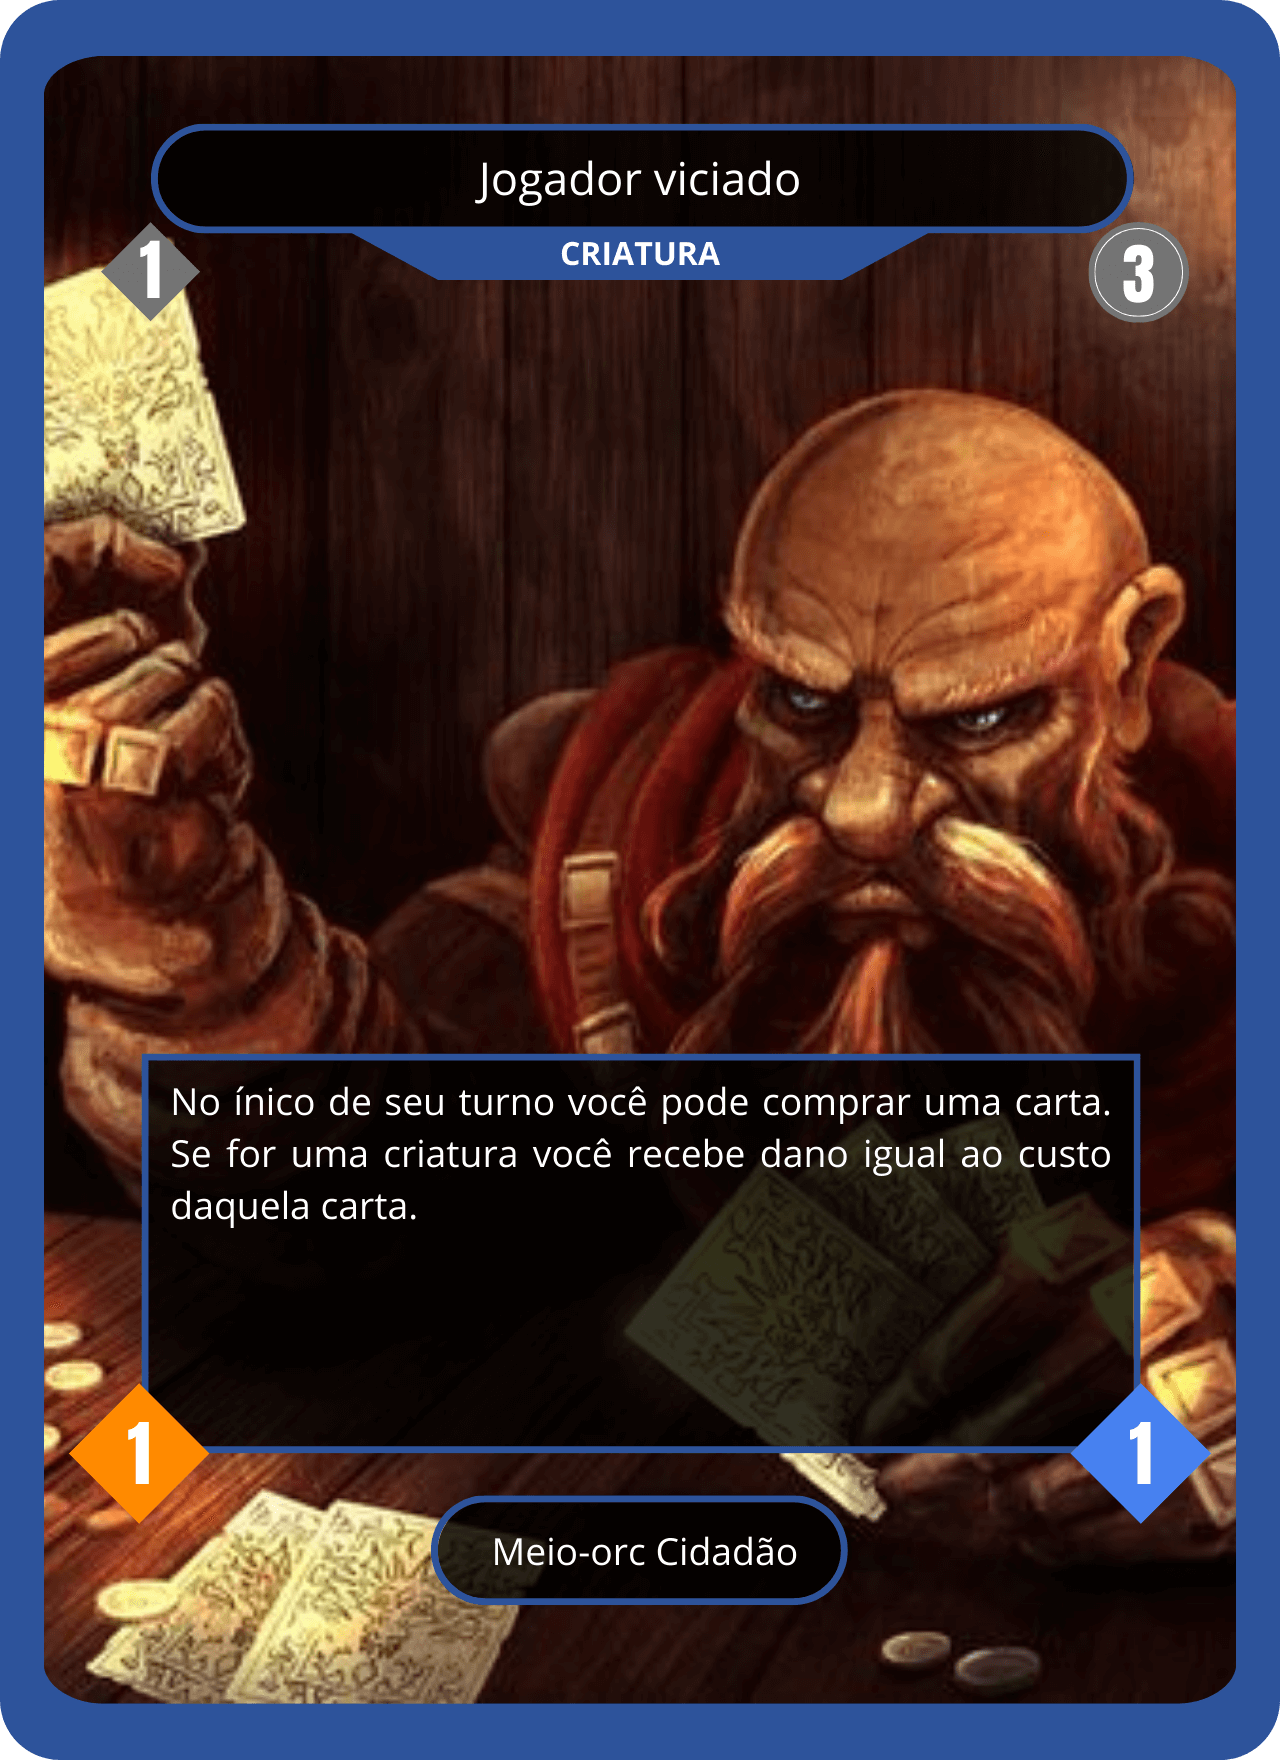 Jogador viciado
CRIATURA
1
3
No ínico de seu turno você pode comprar uma carta.
Se for uma criatura você recebe dano igual ao custo
daquela carta.
1
1
Meio-orc Cidadão